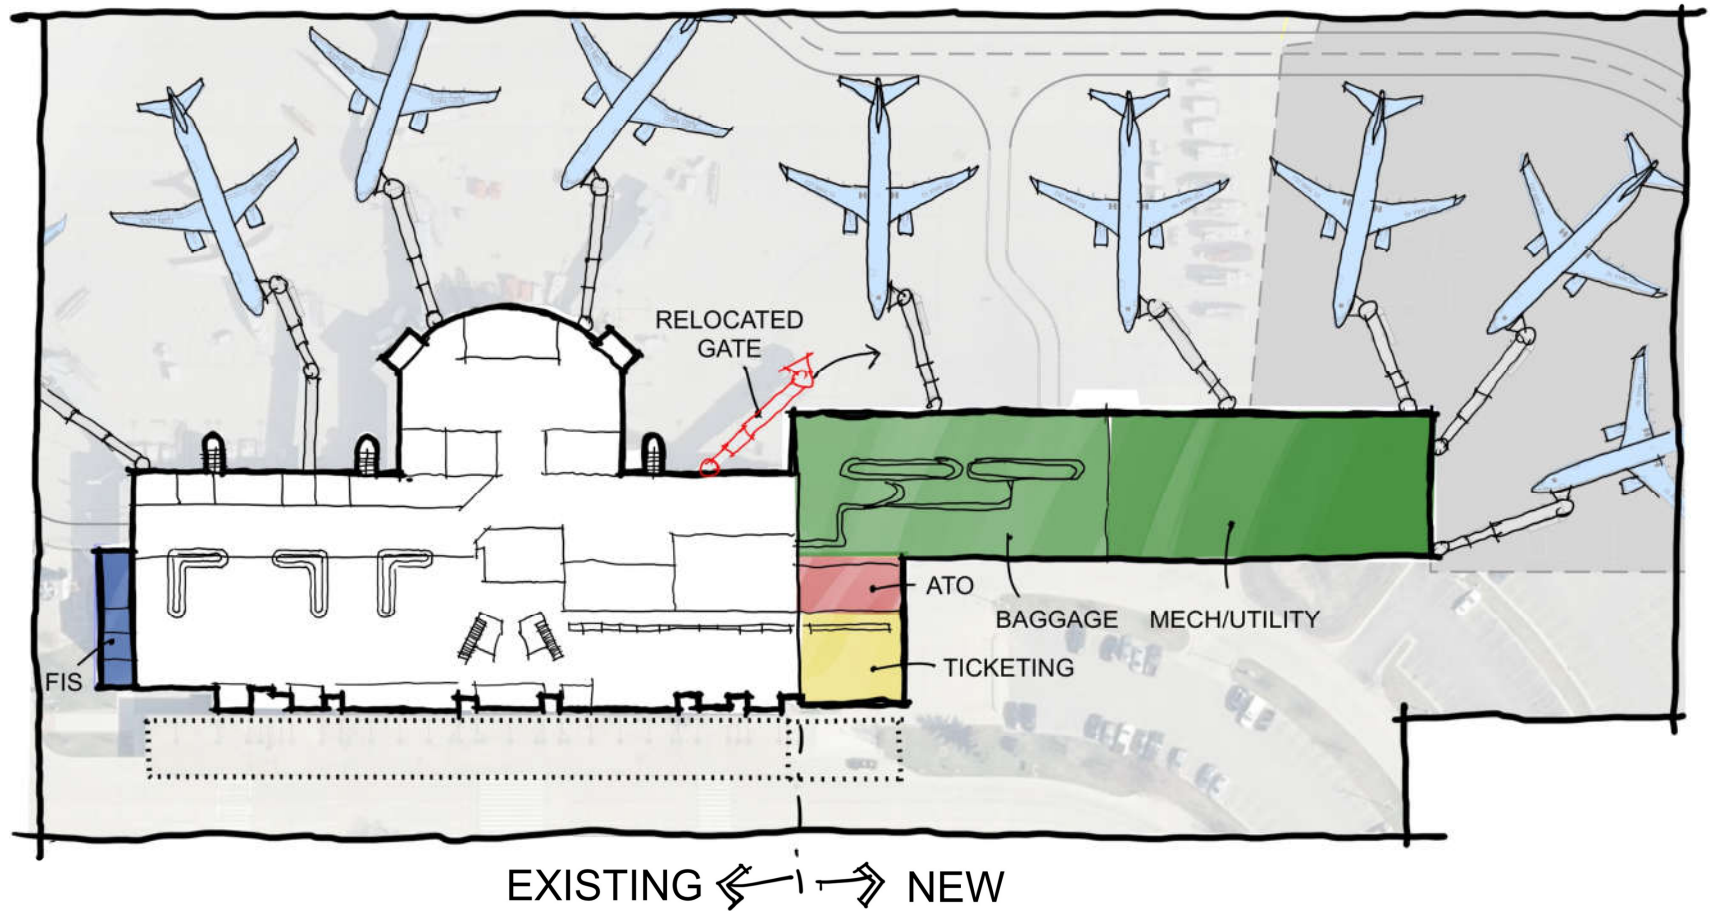 RELOCATED
GATE
ATO
BAGGAGE
MECH/UTILITY
TICKETING
FIS
EXISTING
NEW